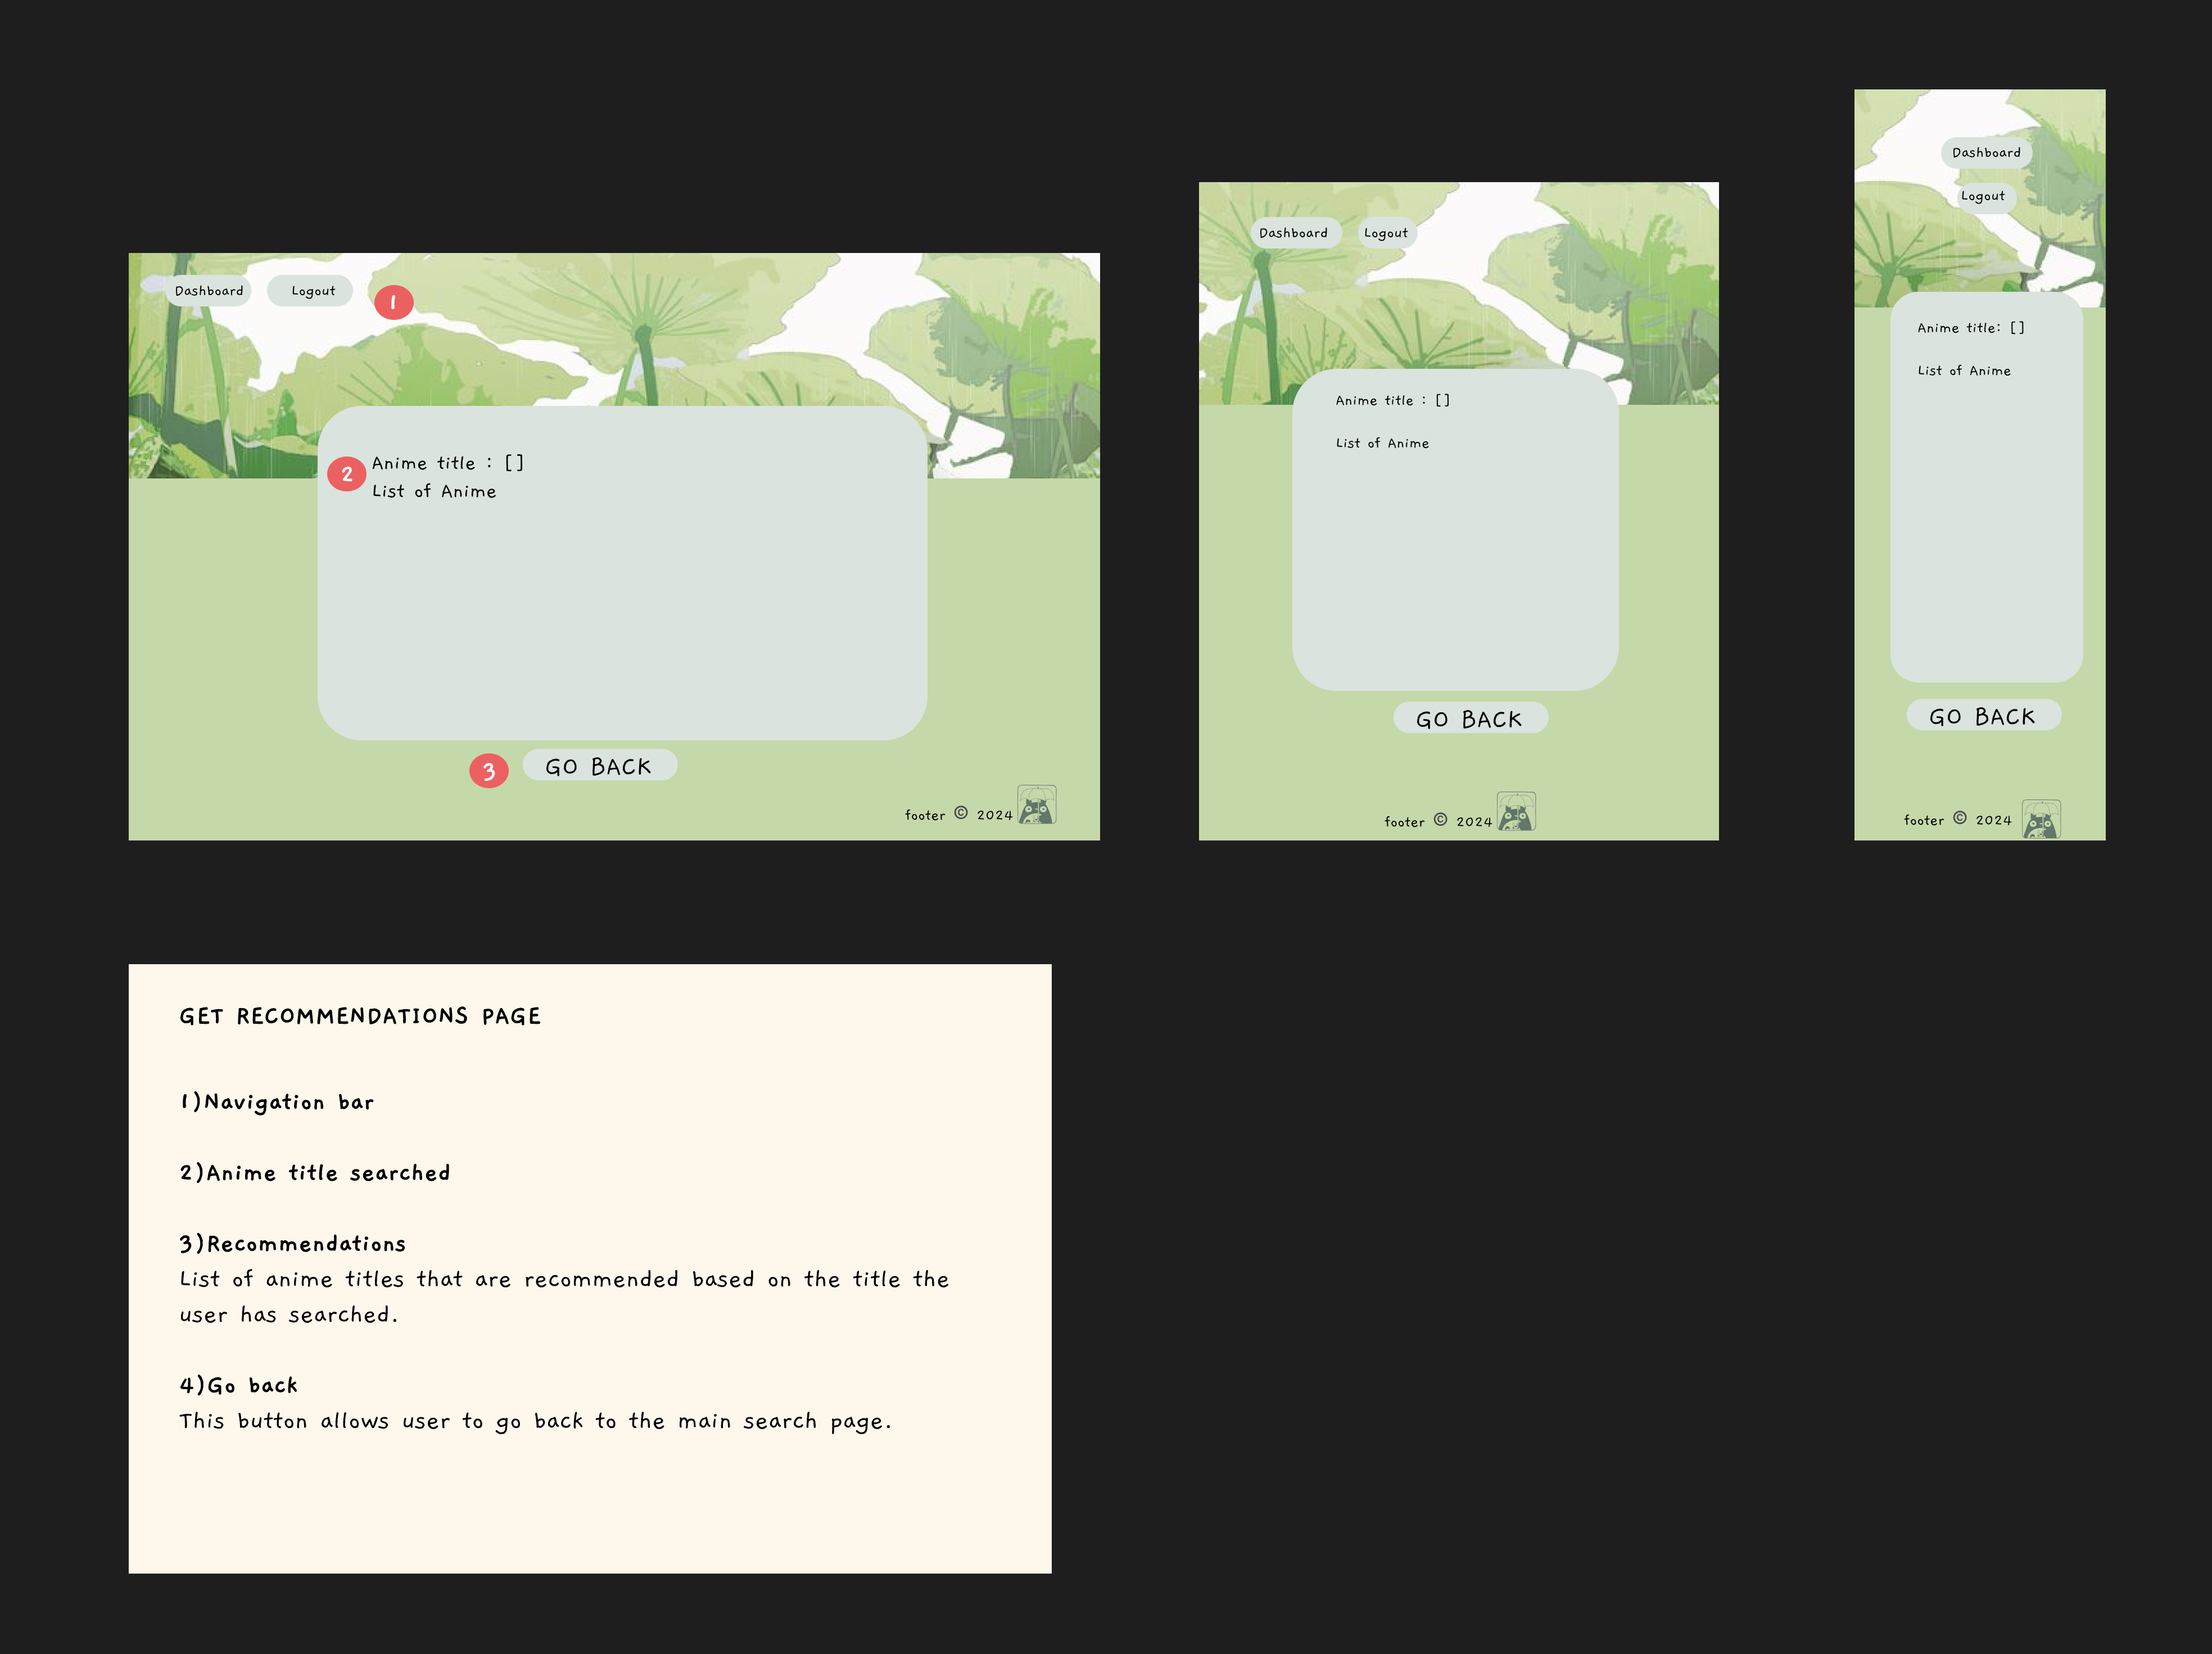 Dashboard Logout 1
2 Anime title : []
List of Anime
3 GO BACK
footer © 2024
Dashboard Logout
Anime title : []
List of Anime
GO BACK
footer © 2024
Dashboard
Logout
Anime title: []
List of Anime
GO BACK
footer © 2024
GET RECOMMENDATIONS PAGE
1)Navigation bar
2)Anime title searched
3)Recommendations
List of anime titles that are recommended based on the title the
user has searched.
4)Go back
This button allows user to go back to the main search page.